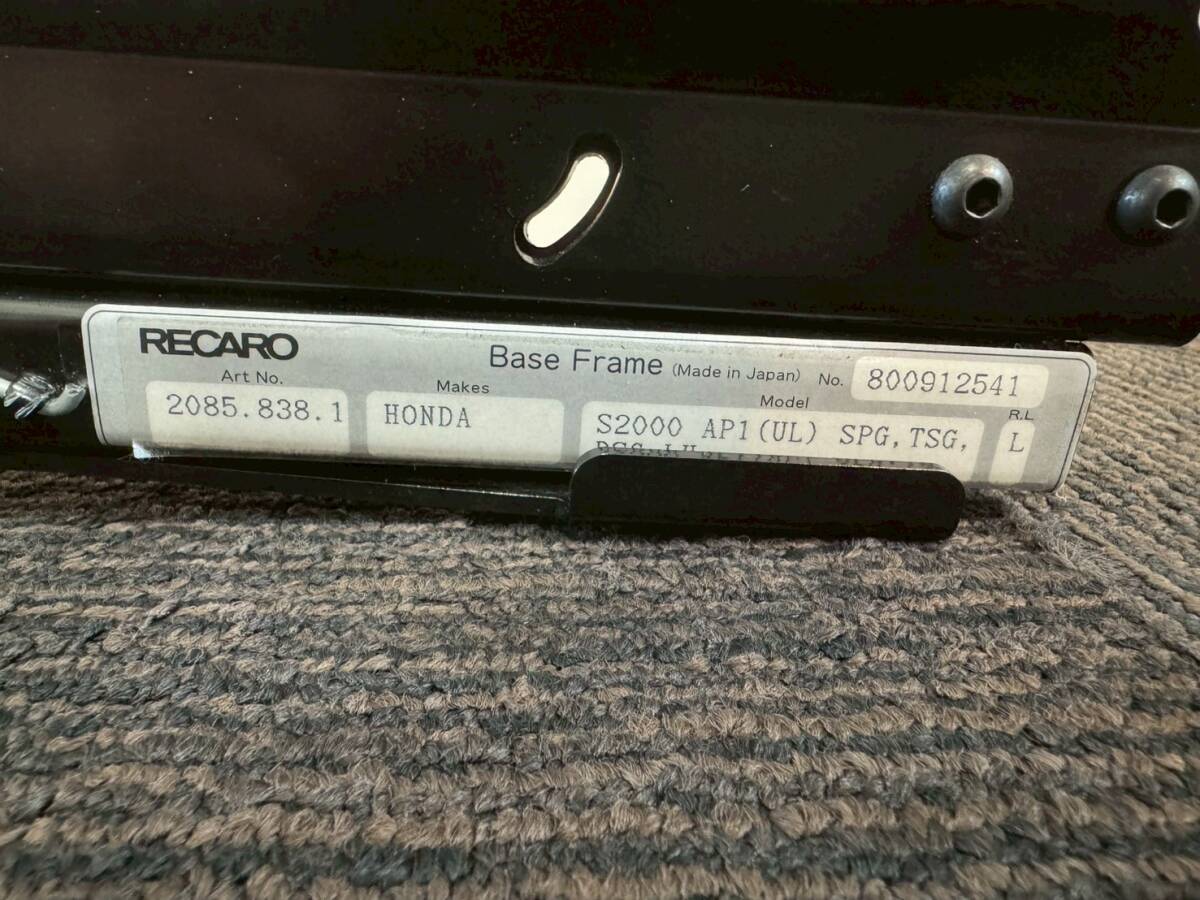 RECARO
Base Frame (Made in Japan) No. 800912541
Art No. Makes Model R.L
2085.838.1 HONDA S2000 AP1(UL) SPG,TSG, L